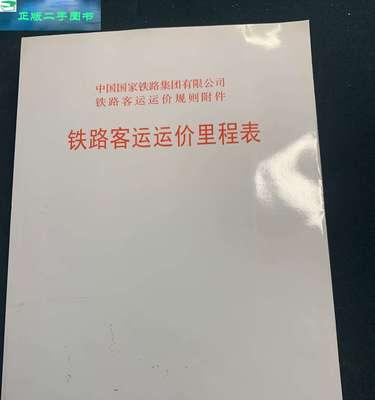 正版二手图书
中国国家铁路集团有限公司
铁路客运运价规则附件
铁路客运运价里程表